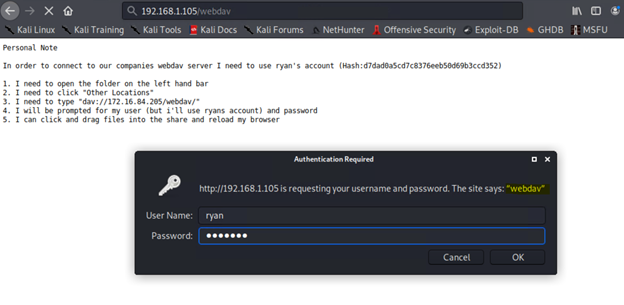 192.168.1.105/webdav
Kali Linux Kali Training Kali Tools Kali Docs Kali Forums NetHunter Offensive Security Exploit-DB GHDB MSFU
Personal Note
In order to connect to our companies webdav server I need to use ryan's account (Hash:d7dad0a5cd7c8376eeb50d69b3ccd352)
1. I need to open the folder on the left hand bar
2. I need to click "Other Locations"
3. I need to type "dav://172.16.84.205/webdav/"
4. I will be prompted for my user (but i'll use ryans account) and password
5. I can click and drag files into the share and reload my browser
Authentication Required
http://192.168.1.105 is requesting your username and password. The site says: "webdav"
User Name: ryan
Password: •••••••
Cancel OK